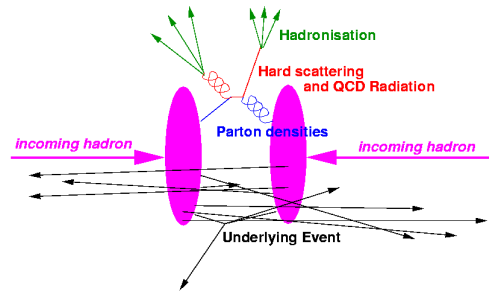 Hadronisation
Hard scattering
and QCD Radiation
Parton densities
incoming hadron
incoming hadron
Underlying Event